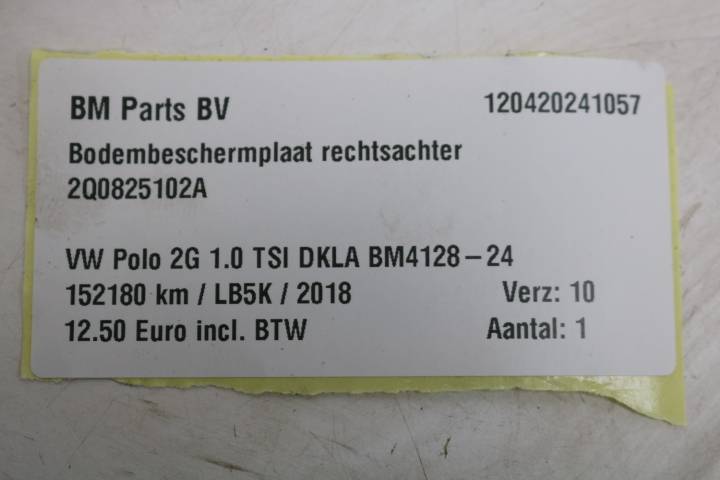 BM Parts BV 120420241057
Bodembeschermplaat rechtsachter
2Q0825102A
VW Polo 2G 1.0 TSI DKLA BM4128-24
152180 km / LB5K / 2018 Verz: 10
12.50 Euro incl. BTW Aantal: 1